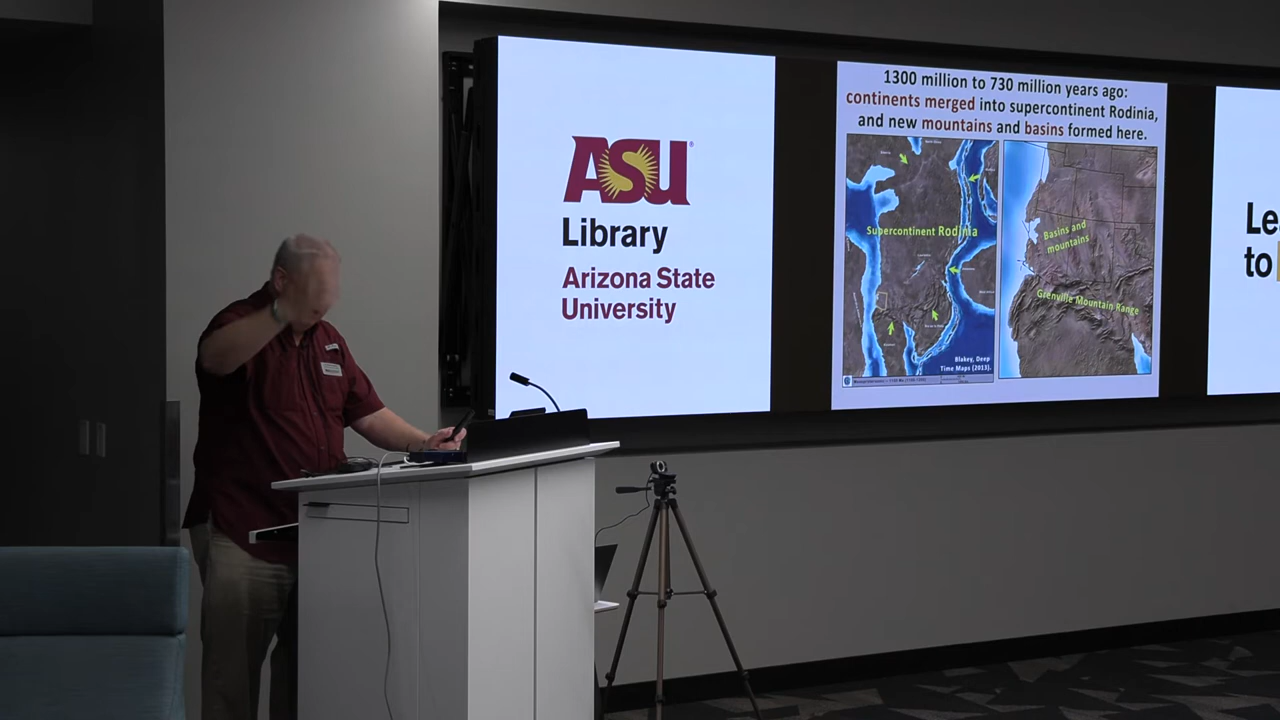 ASU
Library
Arizona State
University
1300 million to 730 million years ago:
continents merged into supercontinent Rodinia,
and new mountains and basins formed here.
Supercontinent Rodinia
Blakey, Deep
Time Maps (2013).
Basins and
mountains
Grenville Mountain Range
Le
to